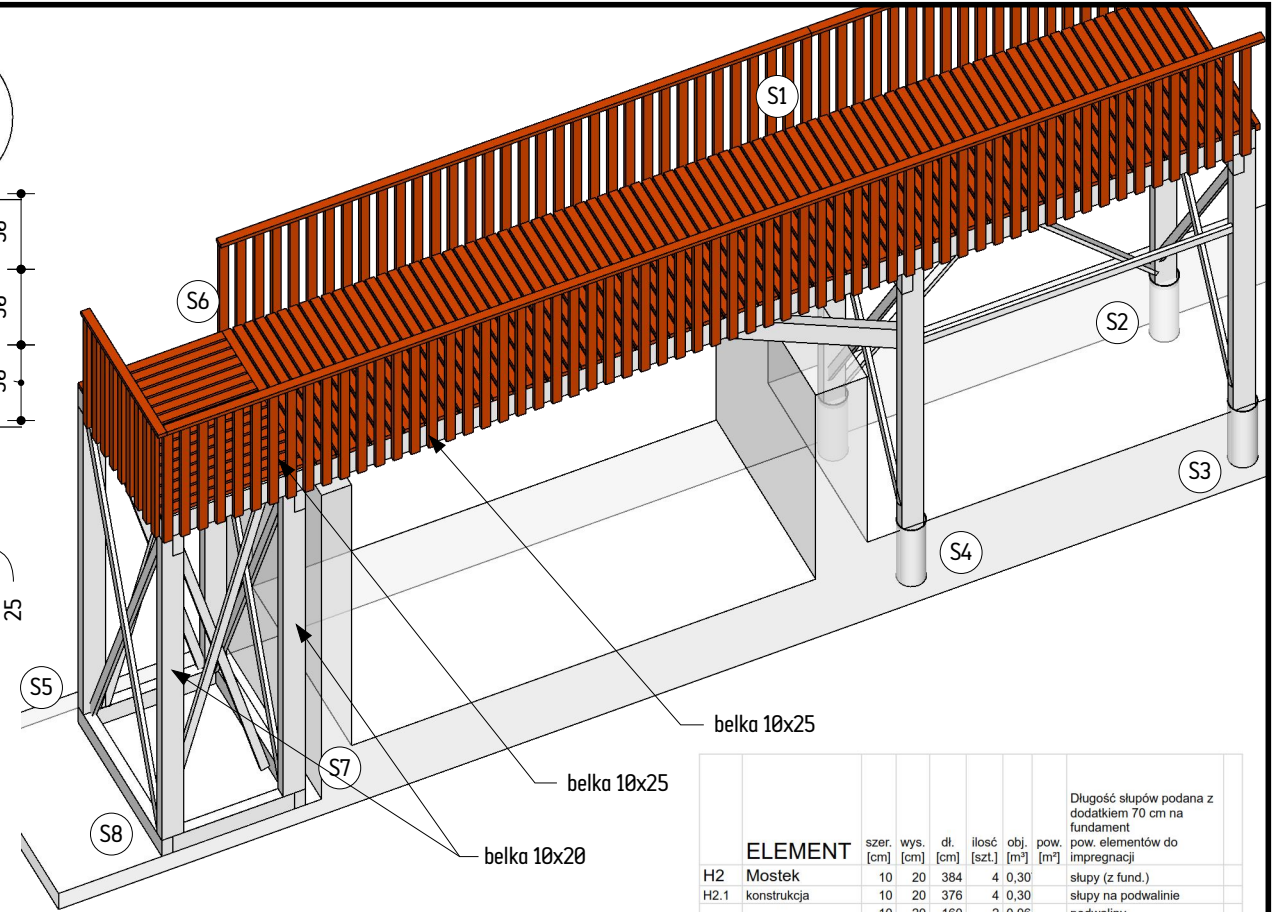 S1
S6
S2
S3
S4
25
S5
S7
S8
belka 10x25
belka 10x25
belka 10x20
ELEMENT szer. [cm] wys. [cm] dł. [cm] ilosć [szt.] obj. [m³] pow. [m²] Długość słupów podana z dodatkiem 70 cm na fundament pow. elementów do impregnacji
H2 Mostek 10 20 384 4 0,30 słupy (z fund.)
H2.1 konstrukcja 10 20 376 4 0,30 słupy na podwalinie